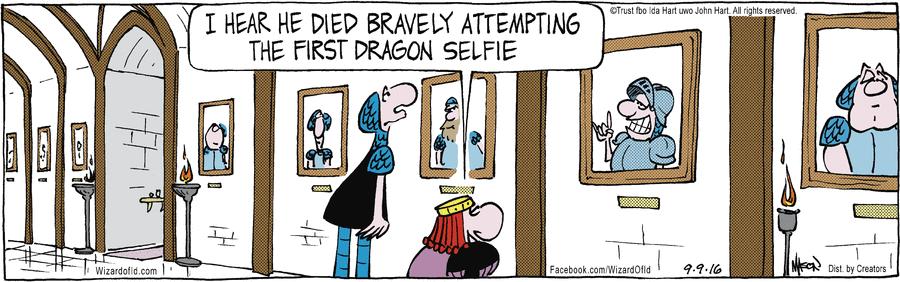 I HEAR HE DIED BRAVELY ATTEMPTING
THE FIRST DRAGON SELFIE
©Trust fbo Ida Hart uwo John Hart. All rights reserved.
Wizardofid.com
Facebook.com/WizardOfId
9.9.16
MASON
Dist. by Creators